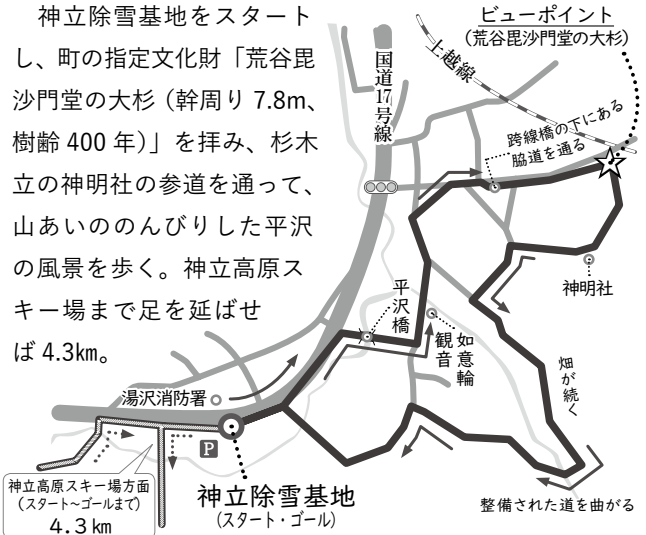 神立除雪基地をスタート
し、町の指定文化財「荒谷毘
沙門堂の大杉（幹周り 7.8m、
樹齢 400 年）」を拝み、杉木
立の神明社の参道を通って、
山あいののんびりした平沢
の風景を歩く。神立高原ス
キー場まで足を延ばせ
ば 4.3㎞。
ビューポイント
（荒谷毘沙門堂の大杉）
上越線
国道17号線
跨線橋の下にある
脇道を通る
神明社
平沢橋
如意輪
観音
畑が続く
湯沢消防署
P
神立高原スキー場方面
（スタート〜ゴールまで）
4.3㎞
神立除雪基地
（スタート・ゴール）
整備された道を曲がる